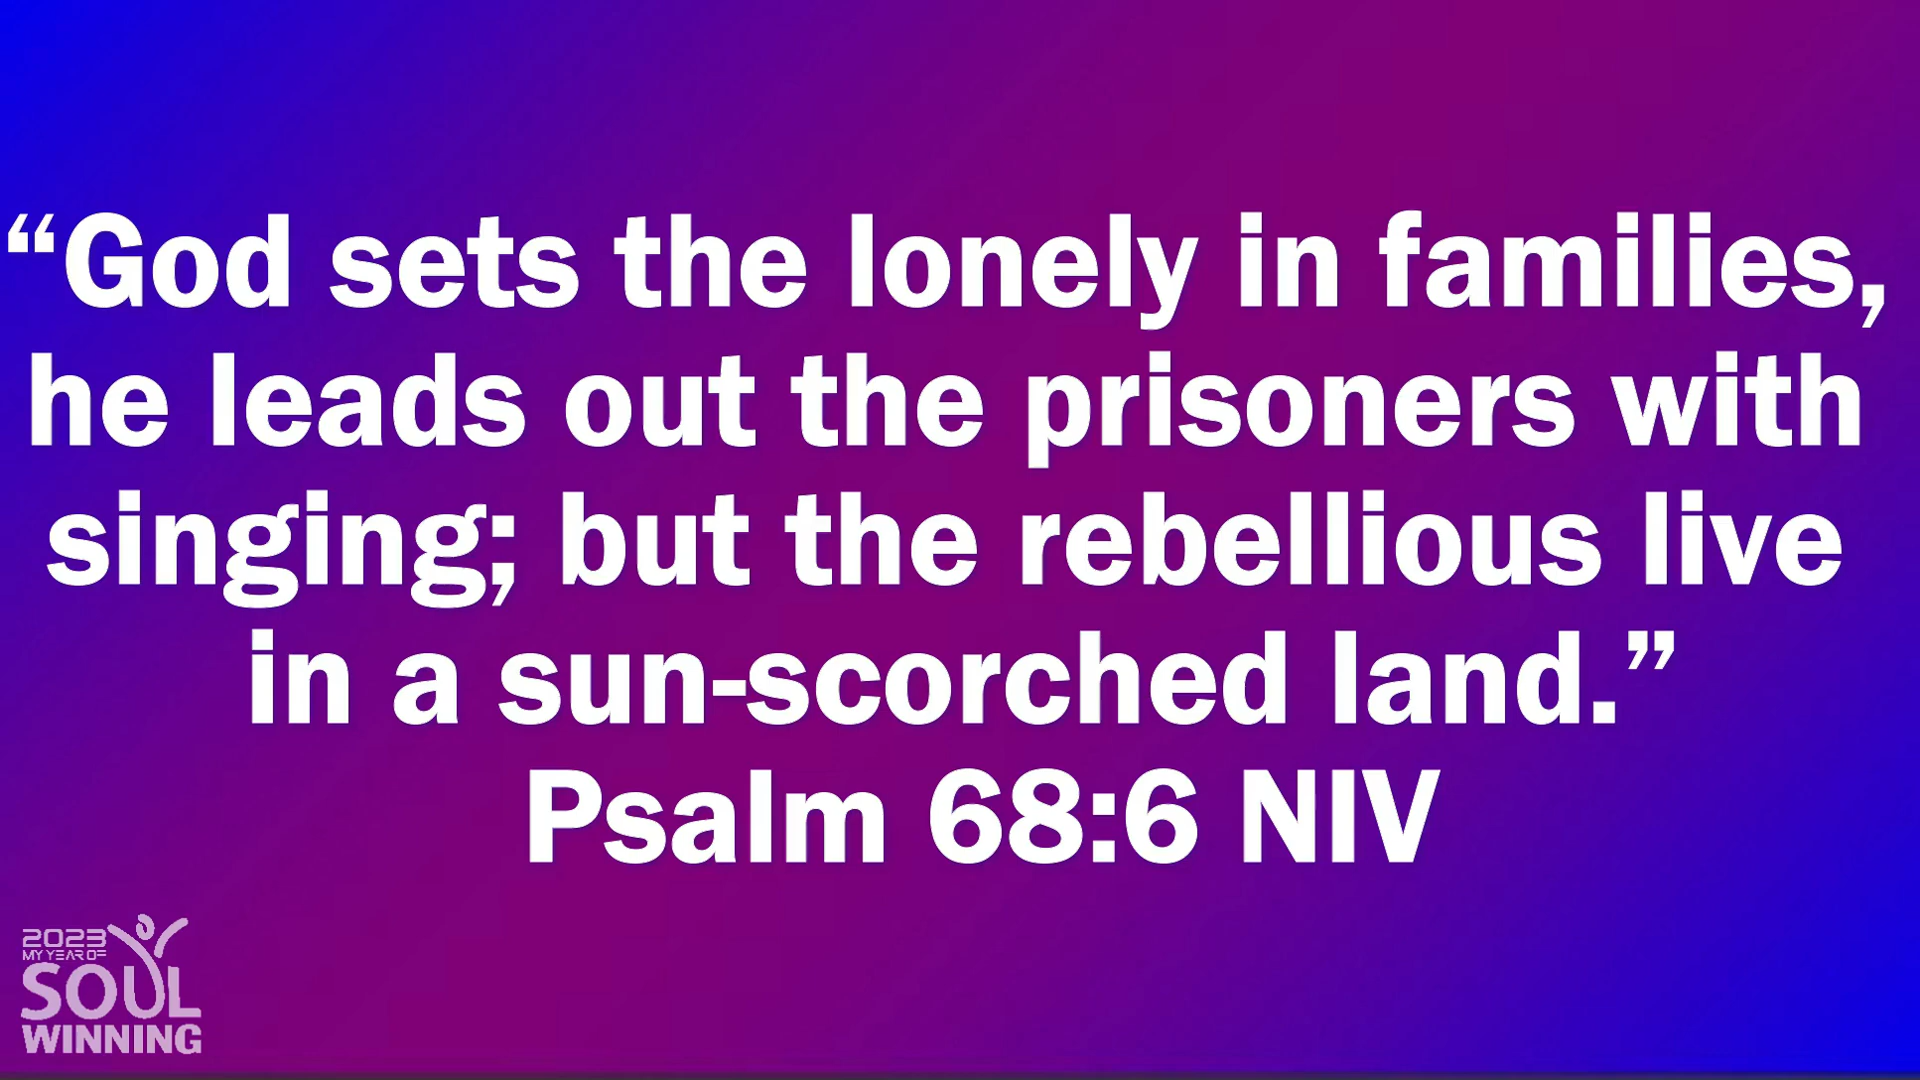 “God sets the lonely in families,
he leads out the prisoners with
singing; but the rebellious live
in a sun-scorched land.”
Psalm 68:6 NIV
2023
MY YEAR OF
SOUL
WINNING